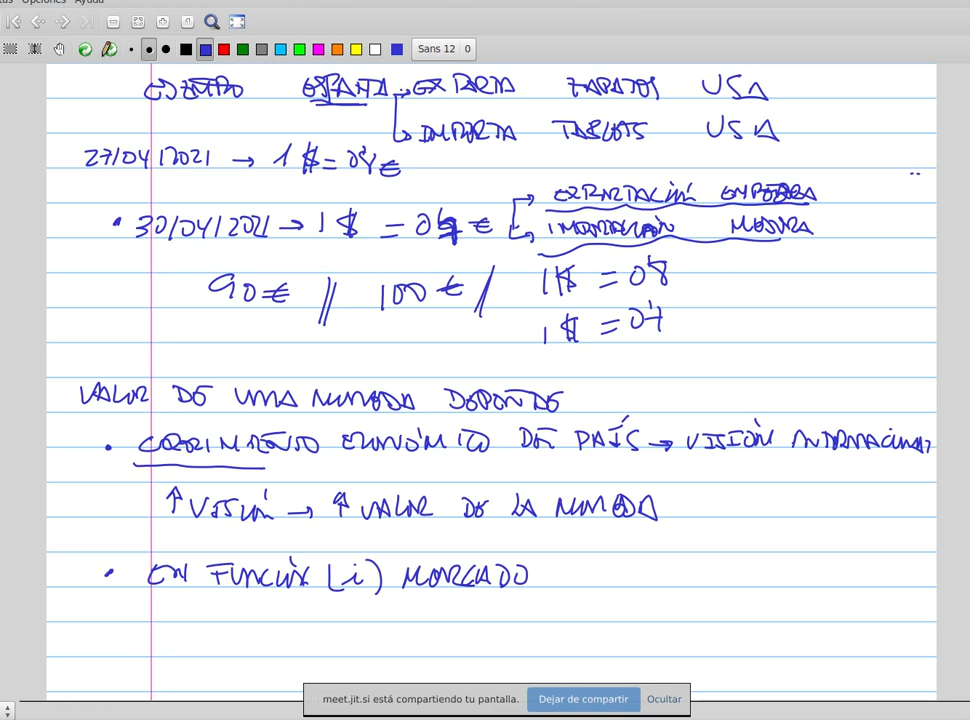 Opciones Ayuda
Sans 12 0
EJEMPLO ESPAÑA → EXPORTA ZAPATOS USA
↳ IMPORTA TABLETS USA
27/04/2021 → 1 $ = 0'8 €
• 30/04/2021 → 1 $ = 0'7 € → EXPORTACIÓN EMPEORA
↳ IMPORTACIÓN MEJORA
90 € // 100 € / 1 $ = 0'8
1 $ = 0'7
VALOR DE UNA MONEDA DEPENDE
• CRECIMIENTO ECONÓMICO DE PAÍS → VISIÓN INTERNACIONAL
↑ VISIÓN → ↑ VALOR DE LA MONEDA
• EN FUNCIÓN (i) MERCADO
meet.jit.si está compartiendo tu pantalla. Dejar de compartir Ocultar